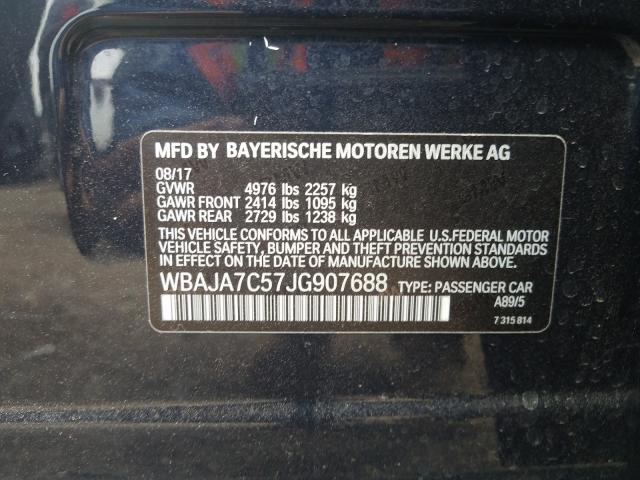 MFD BY BAYERISCHE MOTOREN WERKE AG
08/17
GVWR 4976 lbs 2257 kg
GAWR FRONT 2414 lbs 1095 kg
GAWR REAR 2729 lbs 1238 kg
THIS VEHICLE CONFORMS TO ALL APPLICABLE U.S.FEDERAL MOTOR
VEHICLE SAFETY, BUMPER AND THEFT PREVENTION STANDARDS
IN EFFECT ON THE DATE OF MANUFACTURE SHOWN ABOVE.
WBAJA7C57JG907688 TYPE: PASSENGER CAR
A89/5
7 315 814